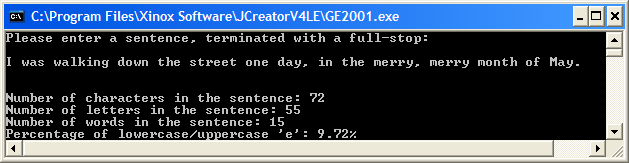 C:\Program Files\Xinox Software\JCreatorV4LE\GE2001.exe
Please enter a sentence, terminated with a full-stop:
I was walking down the street one day, in the merry, merry month of May.
Number of characters in the sentence: 72
Number of letters in the sentence: 55
Number of words in the sentence: 15
Percentage of lowercase/uppercase 'e': 9.72%